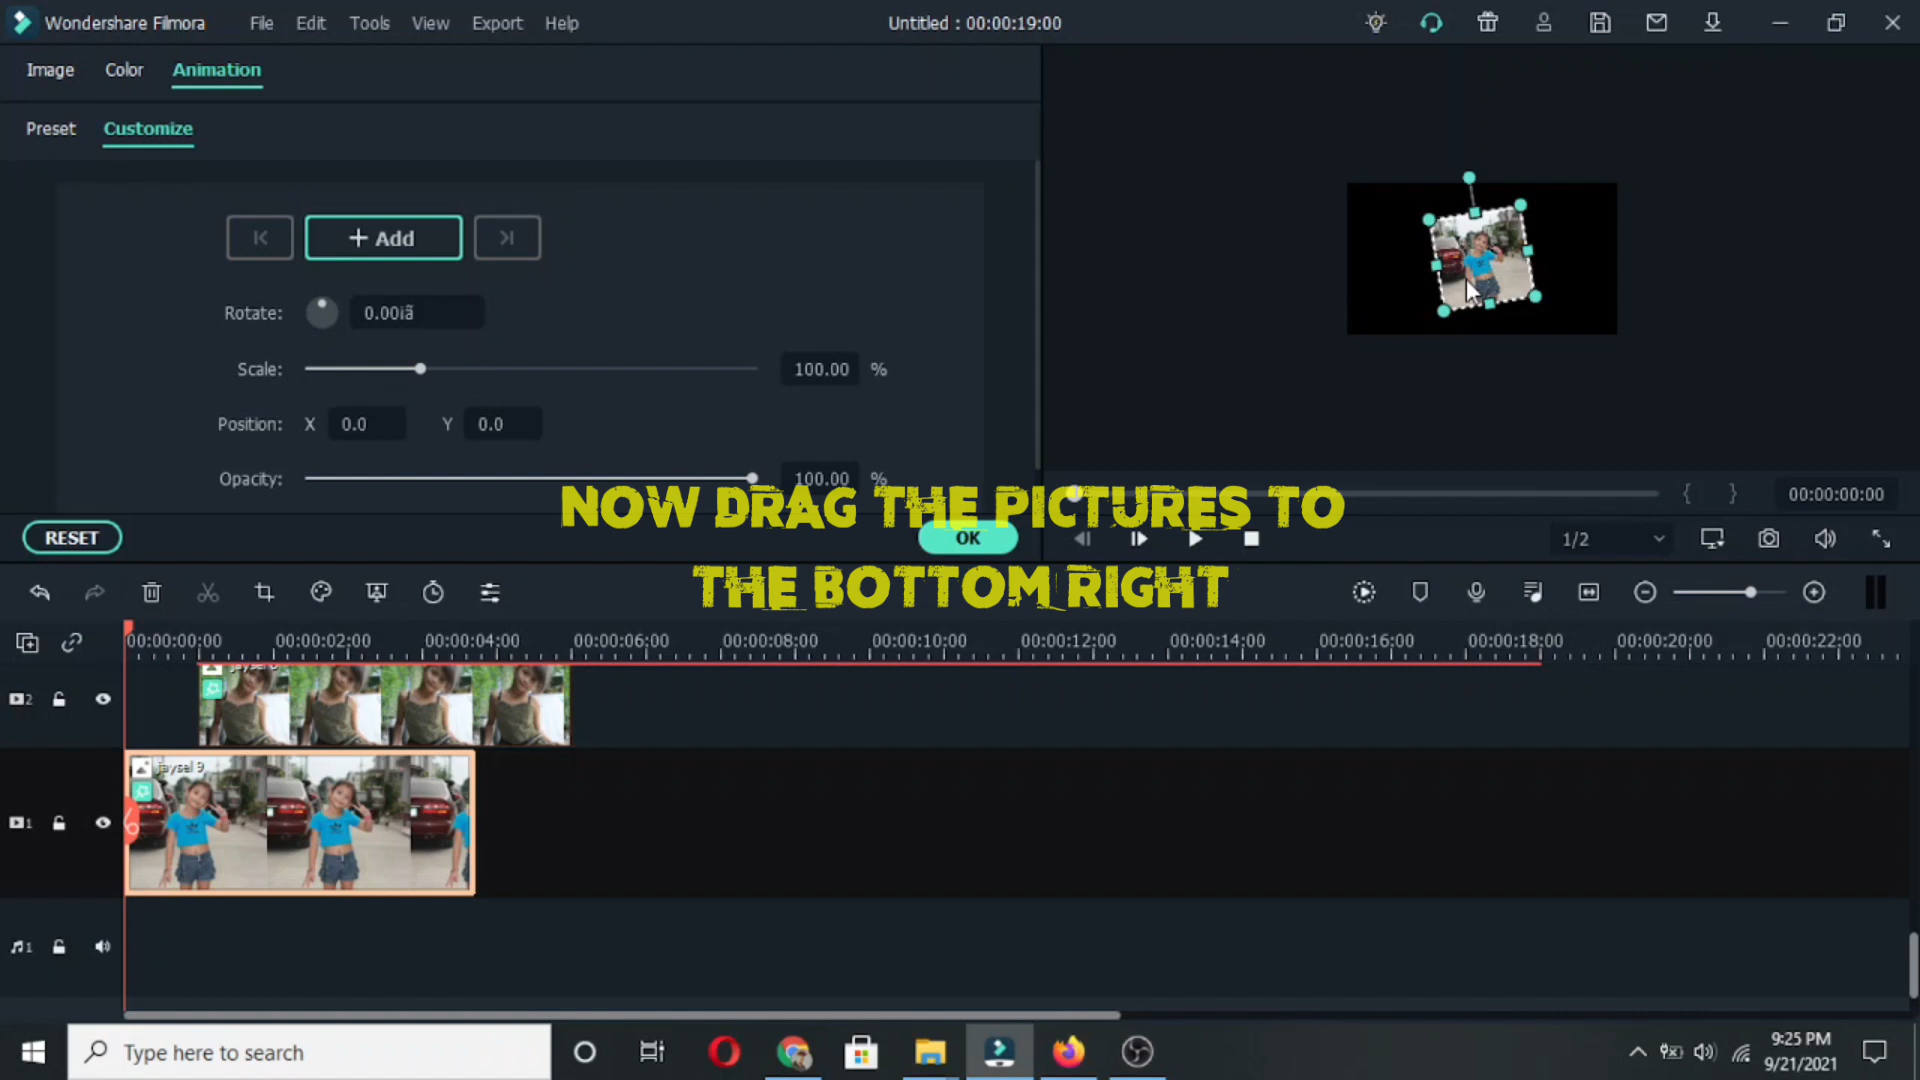 Wondershare Filmora
File Edit Tools View Export Help
Untitled : 00:00:19:00
Image Color Animation
Preset Customize
+ Add
Rotate: 0.00iã
Scale: 100.00 %
Position: X 0.0 Y 0.0
Opacity: 100.00 %
NOW DRAG THE PICTURES TO
THE BOTTOM RIGHT
{ } 00:00:00:00
RESET OK
1/2
00:00:00:00 00:00:02:00 00:00:04:00 00:00:06:00 00:00:08:00 00:00:10:00 00:00:12:00 00:00:14:00 00:00:16:00 00:00:18:00 00:00:20:00 00:00:22:00
2
jaysel 9
1
1
Type here to search
9:25 PM
9/21/2021